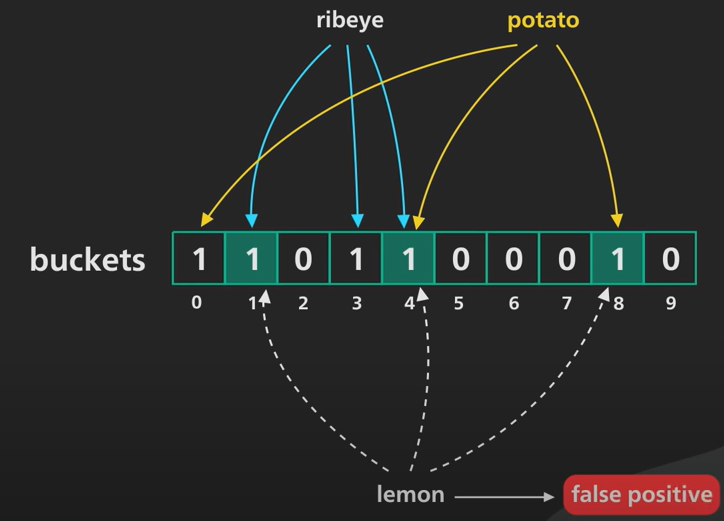 ribeye potato
buckets 1 1 0 1 1 0 0 0 1 0
0 1 2 3 4 5 6 7 8 9
lemon false positive